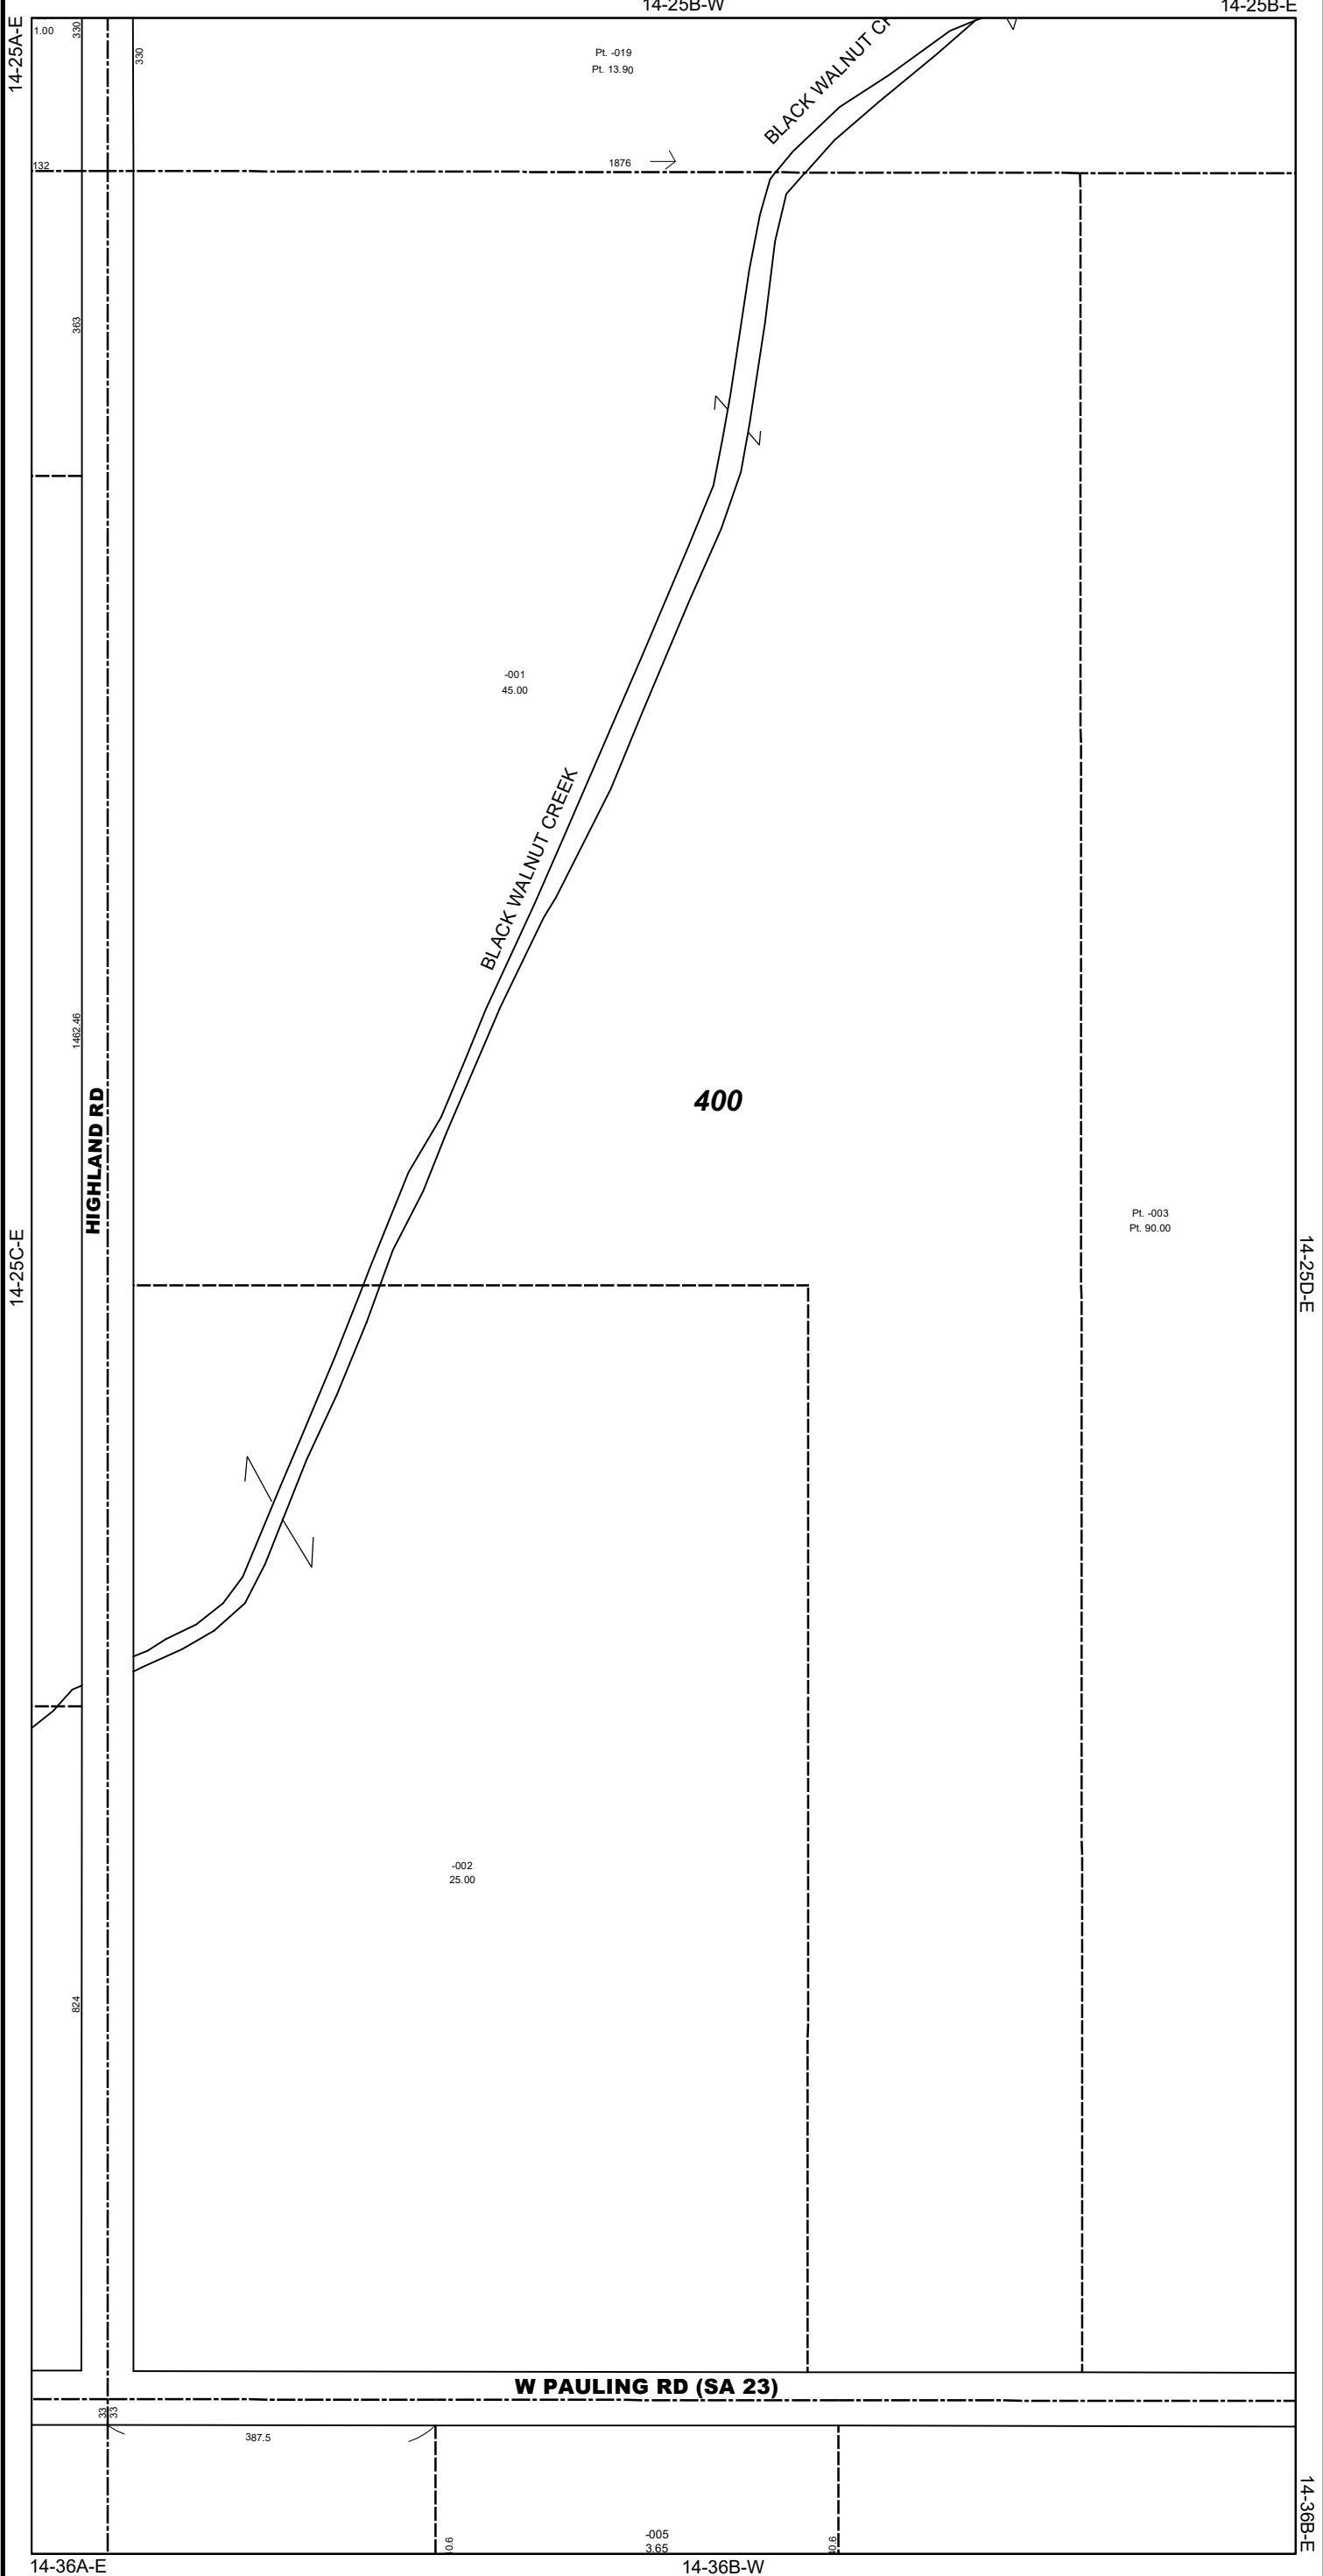 14-25B-W
14-25B-E
14-25A-E
1.00
330
330
Pt. -019
Pt. 13.90
BLACK WALNUT
132
1876
363
-001
45.00
BLACK WALNUT CREEK
1462.46
HIGHLAND RD
400
Pt. -003
Pt. 90.00
14-25C-E
14-25D-E
-002
25.00
824
W PAULING RD (SA 23)
33
33
387.5
-005
3.65
14-36B-E
14-36A-E
14-36B-W